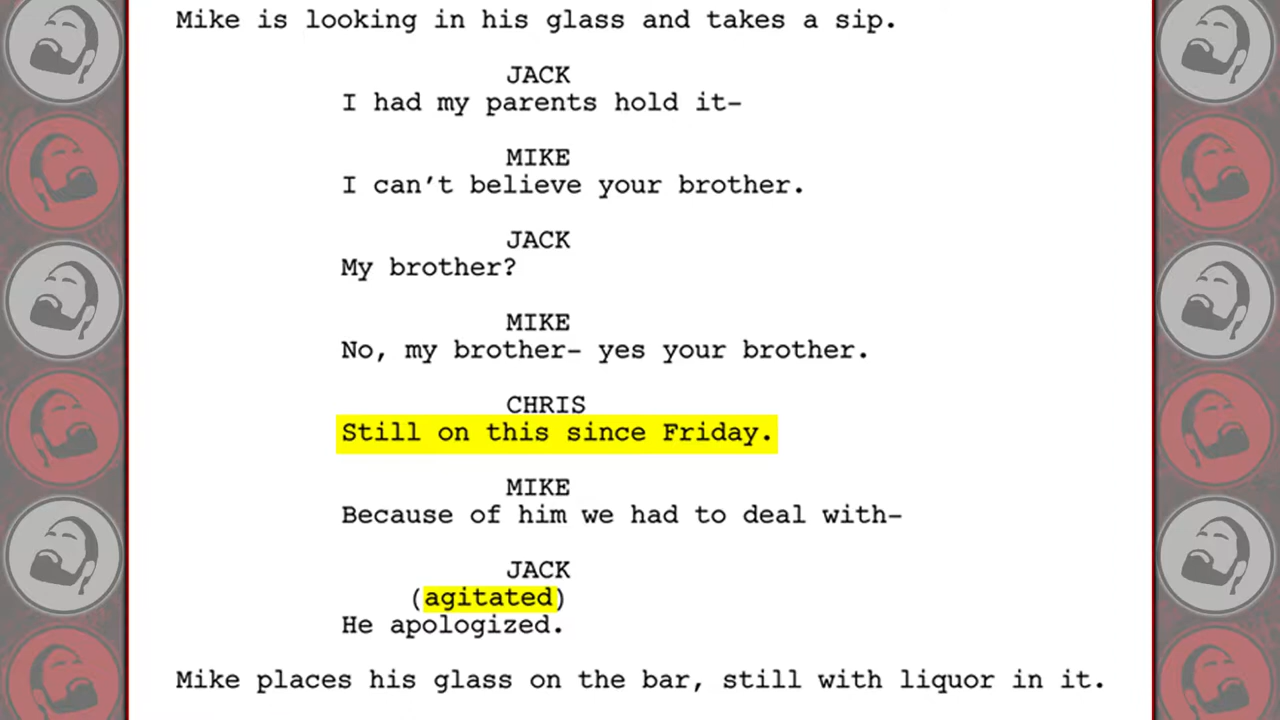 Mike is looking in his glass and takes a sip.
JACK
I had my parents hold it-
MIKE
I can't believe your brother.
JACK
My brother?
MIKE
No, my brother- yes your brother.
CHRIS
Still on this since Friday.
MIKE
Because of him we had to deal with-
JACK
(agitated)
He apologized.
Mike places his glass on the bar, still with liquor in it.